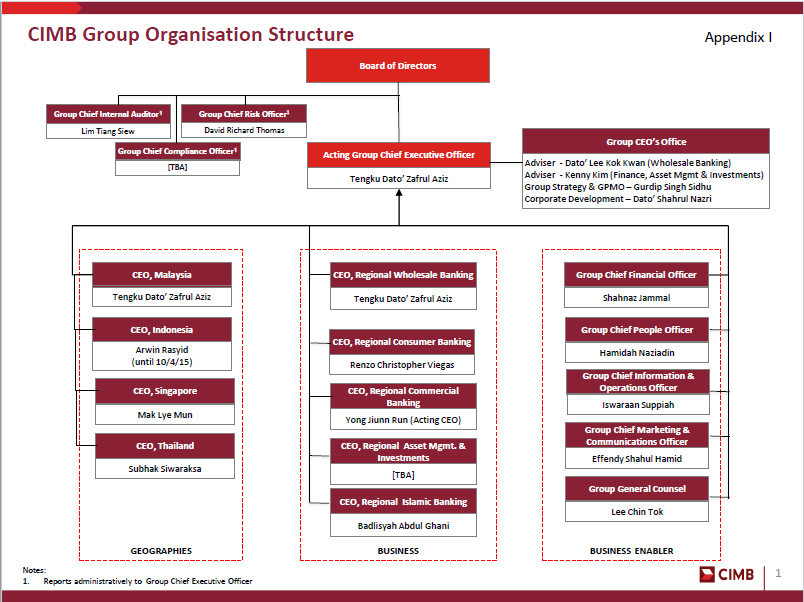 CIMB Group Organisation Structure
Appendix I
Board of Directors
Group Chief Internal Auditor¹
Lim Tiang Siew
Group Chief Risk Officer¹
David Richard Thomas
Group Chief Compliance Officer¹
[TBA]
Acting Group Chief Executive Officer
Tengku Dato’ Zafrul Aziz
Group CEO’s Office
Adviser - Dato’ Lee Kok Kwan (Wholesale Banking)
Adviser - Kenny Kim (Finance, Asset Mgmt & Investments)
Group Strategy & GPMO – Gurdip Singh Sidhu
Corporate Development – Dato’ Shahrul Nazri
CEO, Malaysia
Tengku Dato’ Zafrul Aziz
CEO, Indonesia
Arwin Rasyid
(until 10/4/15)
CEO, Singapore
Mak Lye Mun
CEO, Thailand
Subhak Siwaraksa
GEOGRAPHIES
CEO, Regional Wholesale Banking
Tengku Dato’ Zafrul Aziz
CEO, Regional Consumer Banking
Renzo Christopher Viegas
CEO, Regional Commercial
Banking
Yong Jiunn Run (Acting CEO)
CEO, Regional Asset Mgmt. &
Investments
[TBA]
CEO, Regional Islamic Banking
Badlisyah Abdul Ghani
BUSINESS
Group Chief Financial Officer
Shahnaz Jammal
Group Chief People Officer
Hamidah Naziadin
Group Chief Information &
Operations Officer
Iswaraan Suppiah
Group Chief Marketing &
Communications Officer
Effendy Shahul Hamid
Group General Counsel
Lee Chin Tok
BUSINESS ENABLER
Notes:
1. Reports administratively to Group Chief Executive Officer
CIMB
1